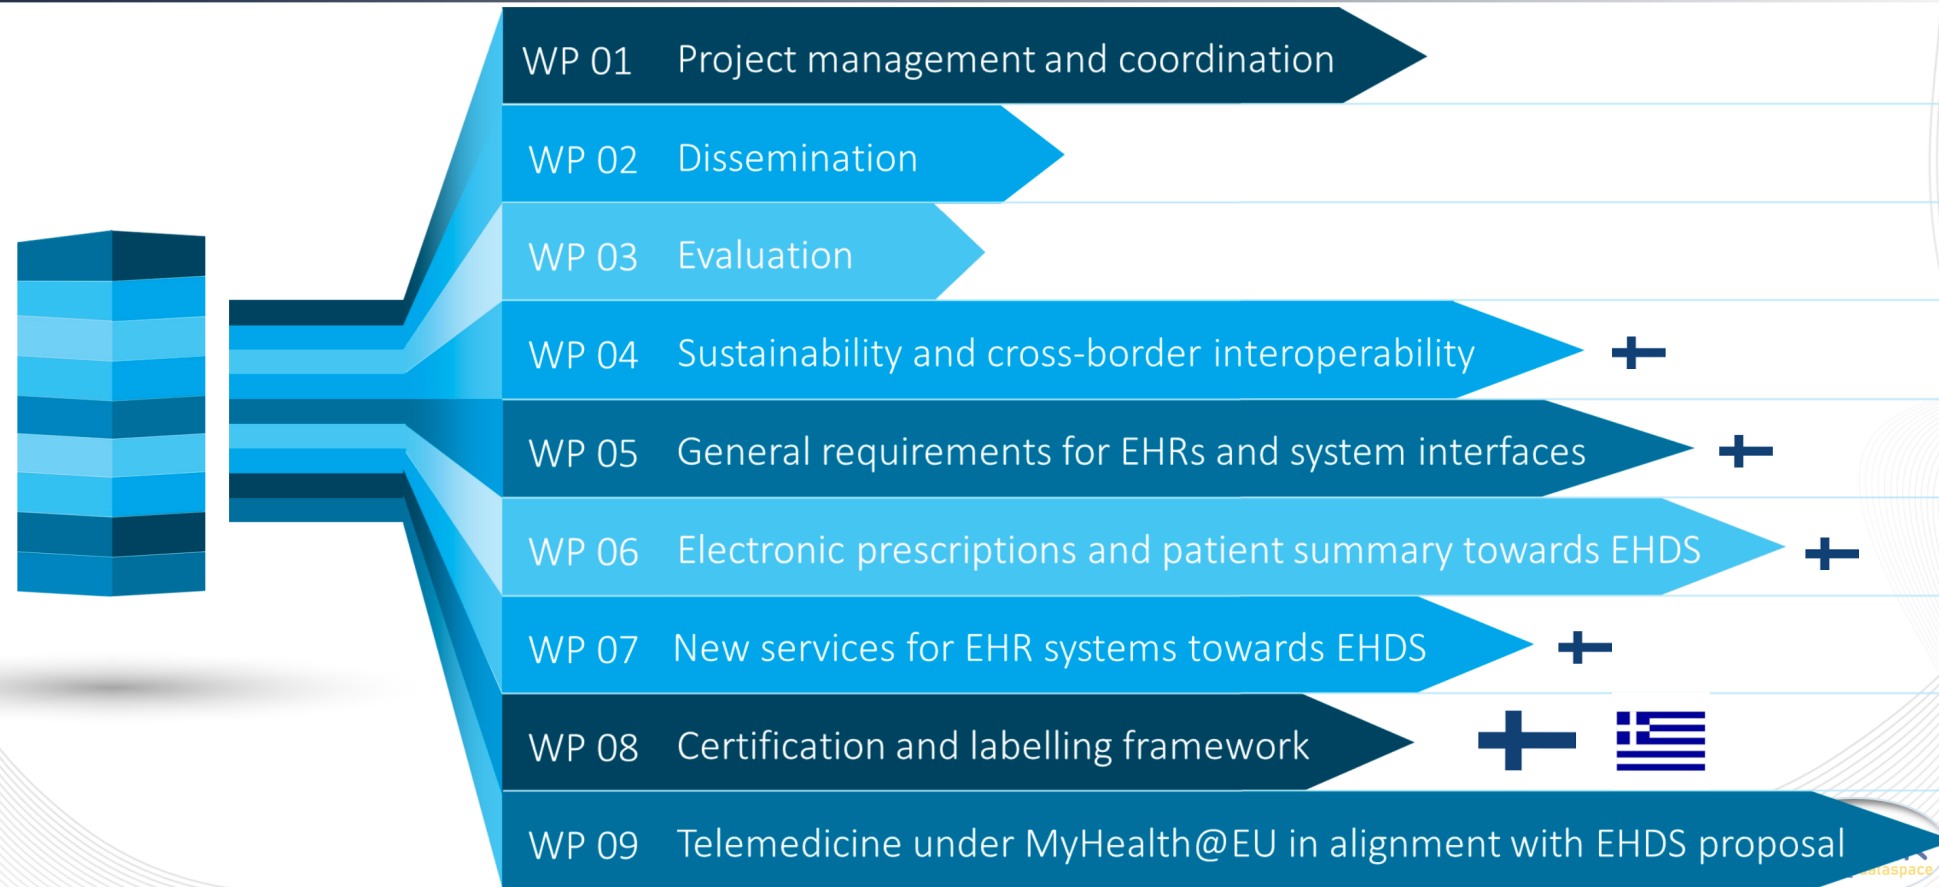 WP 01 Project management and coordination
WP 02 Dissemination
WP 03 Evaluation
WP 04 Sustainability and cross-border interoperability
WP 05 General requirements for EHRs and system interfaces
WP 06 Electronic prescriptions and patient summary towards EHDS
WP 07 New services for EHR systems towards EHDS
WP 08 Certification and labelling framework
WP 09 Telemedicine under MyHealth@EU in alignment with EHDS proposal